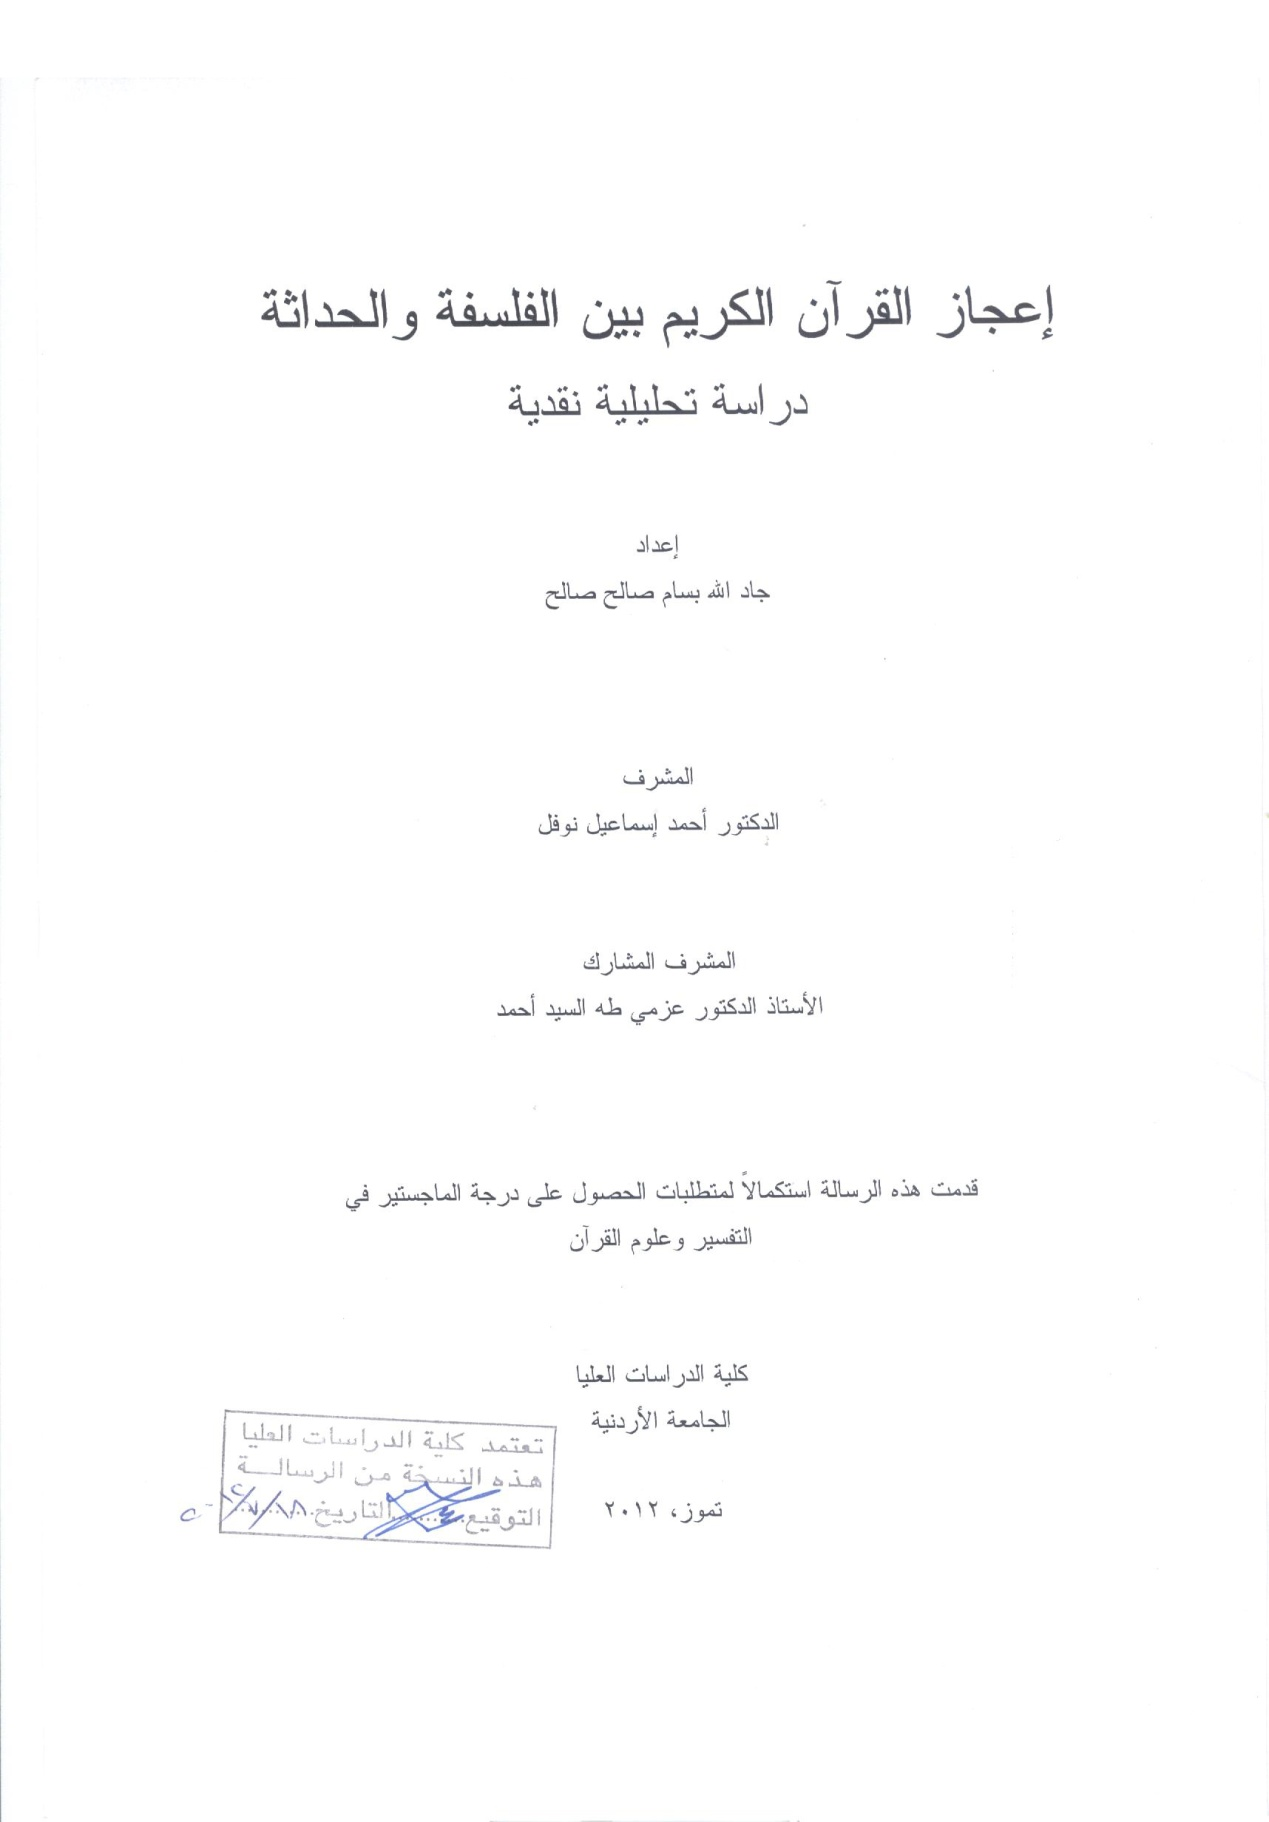 إعجاز القرآن الكريم بين الفلسفة والحداثة
دراسة تحليلية نقدية
إعداد
جاد الله بسام صالح صالح
المشرف
الدكتور أحمد إسماعيل نوفل
المشرف المشارك
الأستاذ الدكتور عزمي طه السيد أحمد
قدمت هذه الرسالة استكمالاً لمتطلبات الحصول على درجة الماجستير في
التفسير وعلوم القرآن
كلية الدراسات العليا
الجامعة الأردنية
تموز، ٢٠١٢
تعتمد كلية الدراسات العليا
هذه النسخة من الرسالــة
التوقيع......... التاريخ